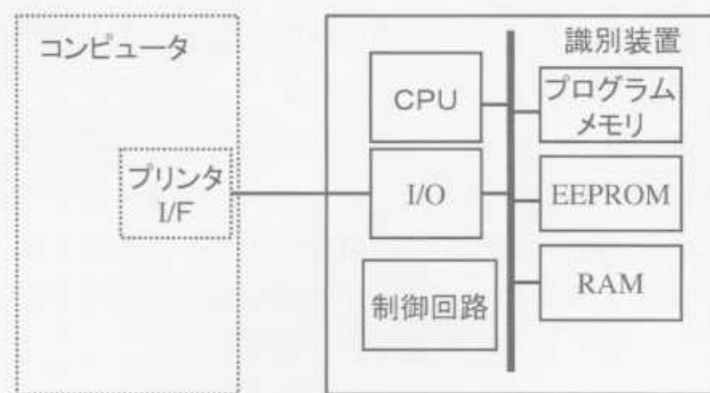 コンピュータ
プリンタ
I/F
識別装置
CPU
I/O
制御回路
プログラム
メモリ
EEPROM
RAM